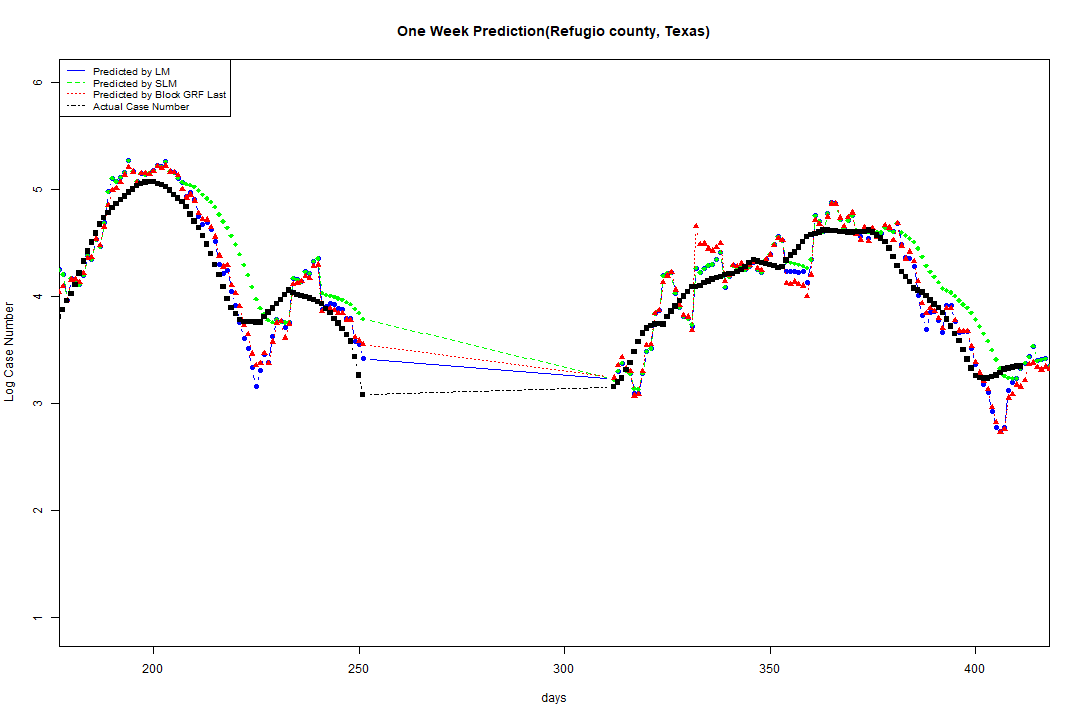 One Week Prediction(Refugio county, Texas)
Predicted by LM
Predicted by SLM
Predicted by Block GRF Last
Actual Case Number
Log Case Number
6
5
4
3
2
1
200
250
300
350
400
days